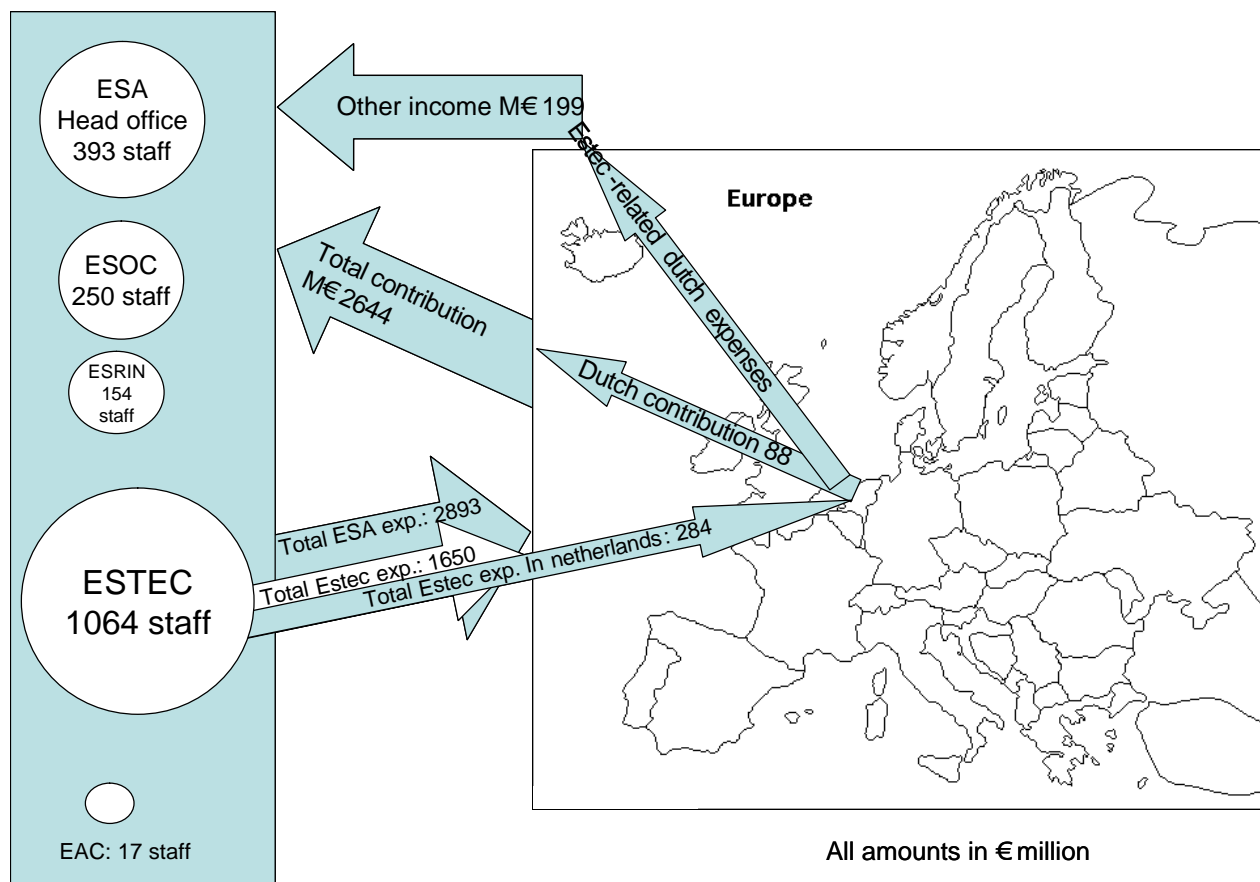 ESA
Head office
393 staff
ESOC
250 staff
ESRIN
154
staff
ESTEC
1064 staff
EAC: 17 staff
Other income M€ 199
Total contribution
M€ 2644
Estec -related dutch expenses
Dutch contribution 88
Total ESA exp.: 2893
Total Estec exp.: 1650
Total Estec exp. In netherlands: 284
Europe
All amounts in € million